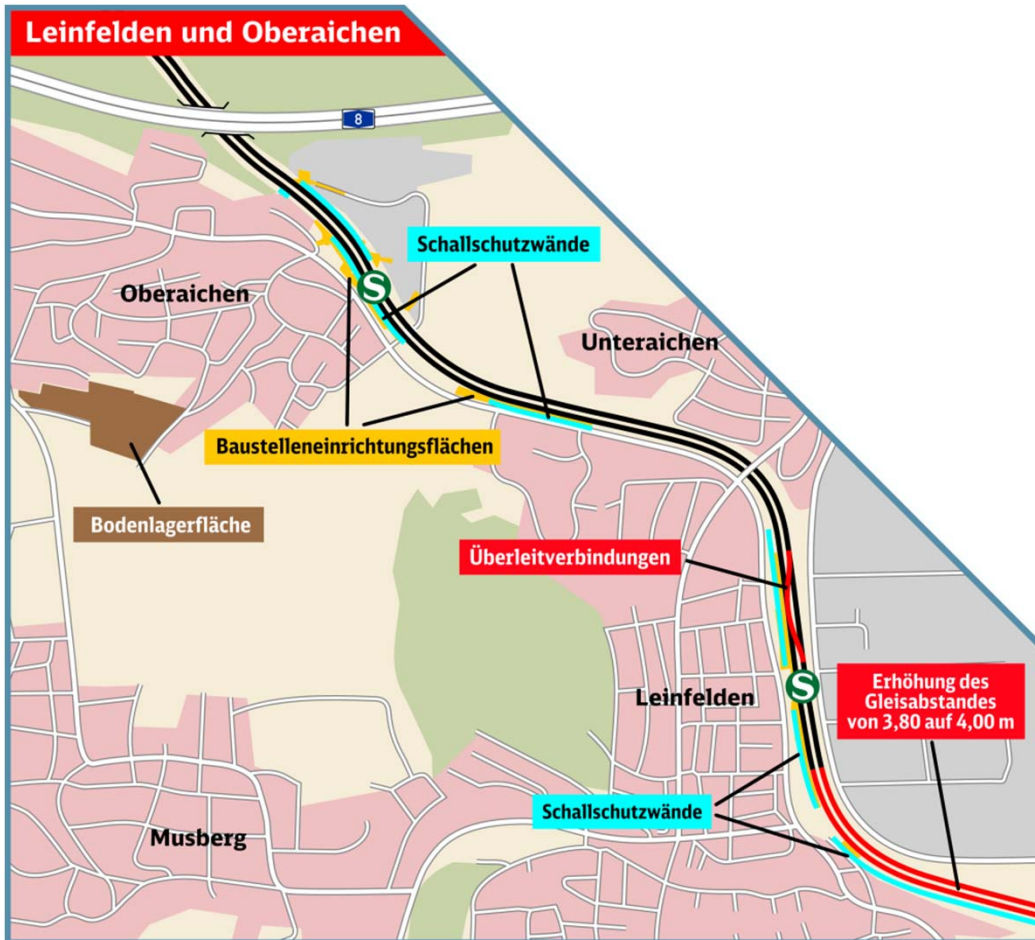 Leinfelden und Oberaichen
8
Schallschutzwände
Oberaichen
S
Unteraichen
Baustelleneinrichtungsflächen
Bodenlagerfläche
Überleitverbindungen
Leinfelden
S
Erhöhung des
Gleisabstandes
von 3,80 auf 4,00 m
Schallschutzwände
Musberg